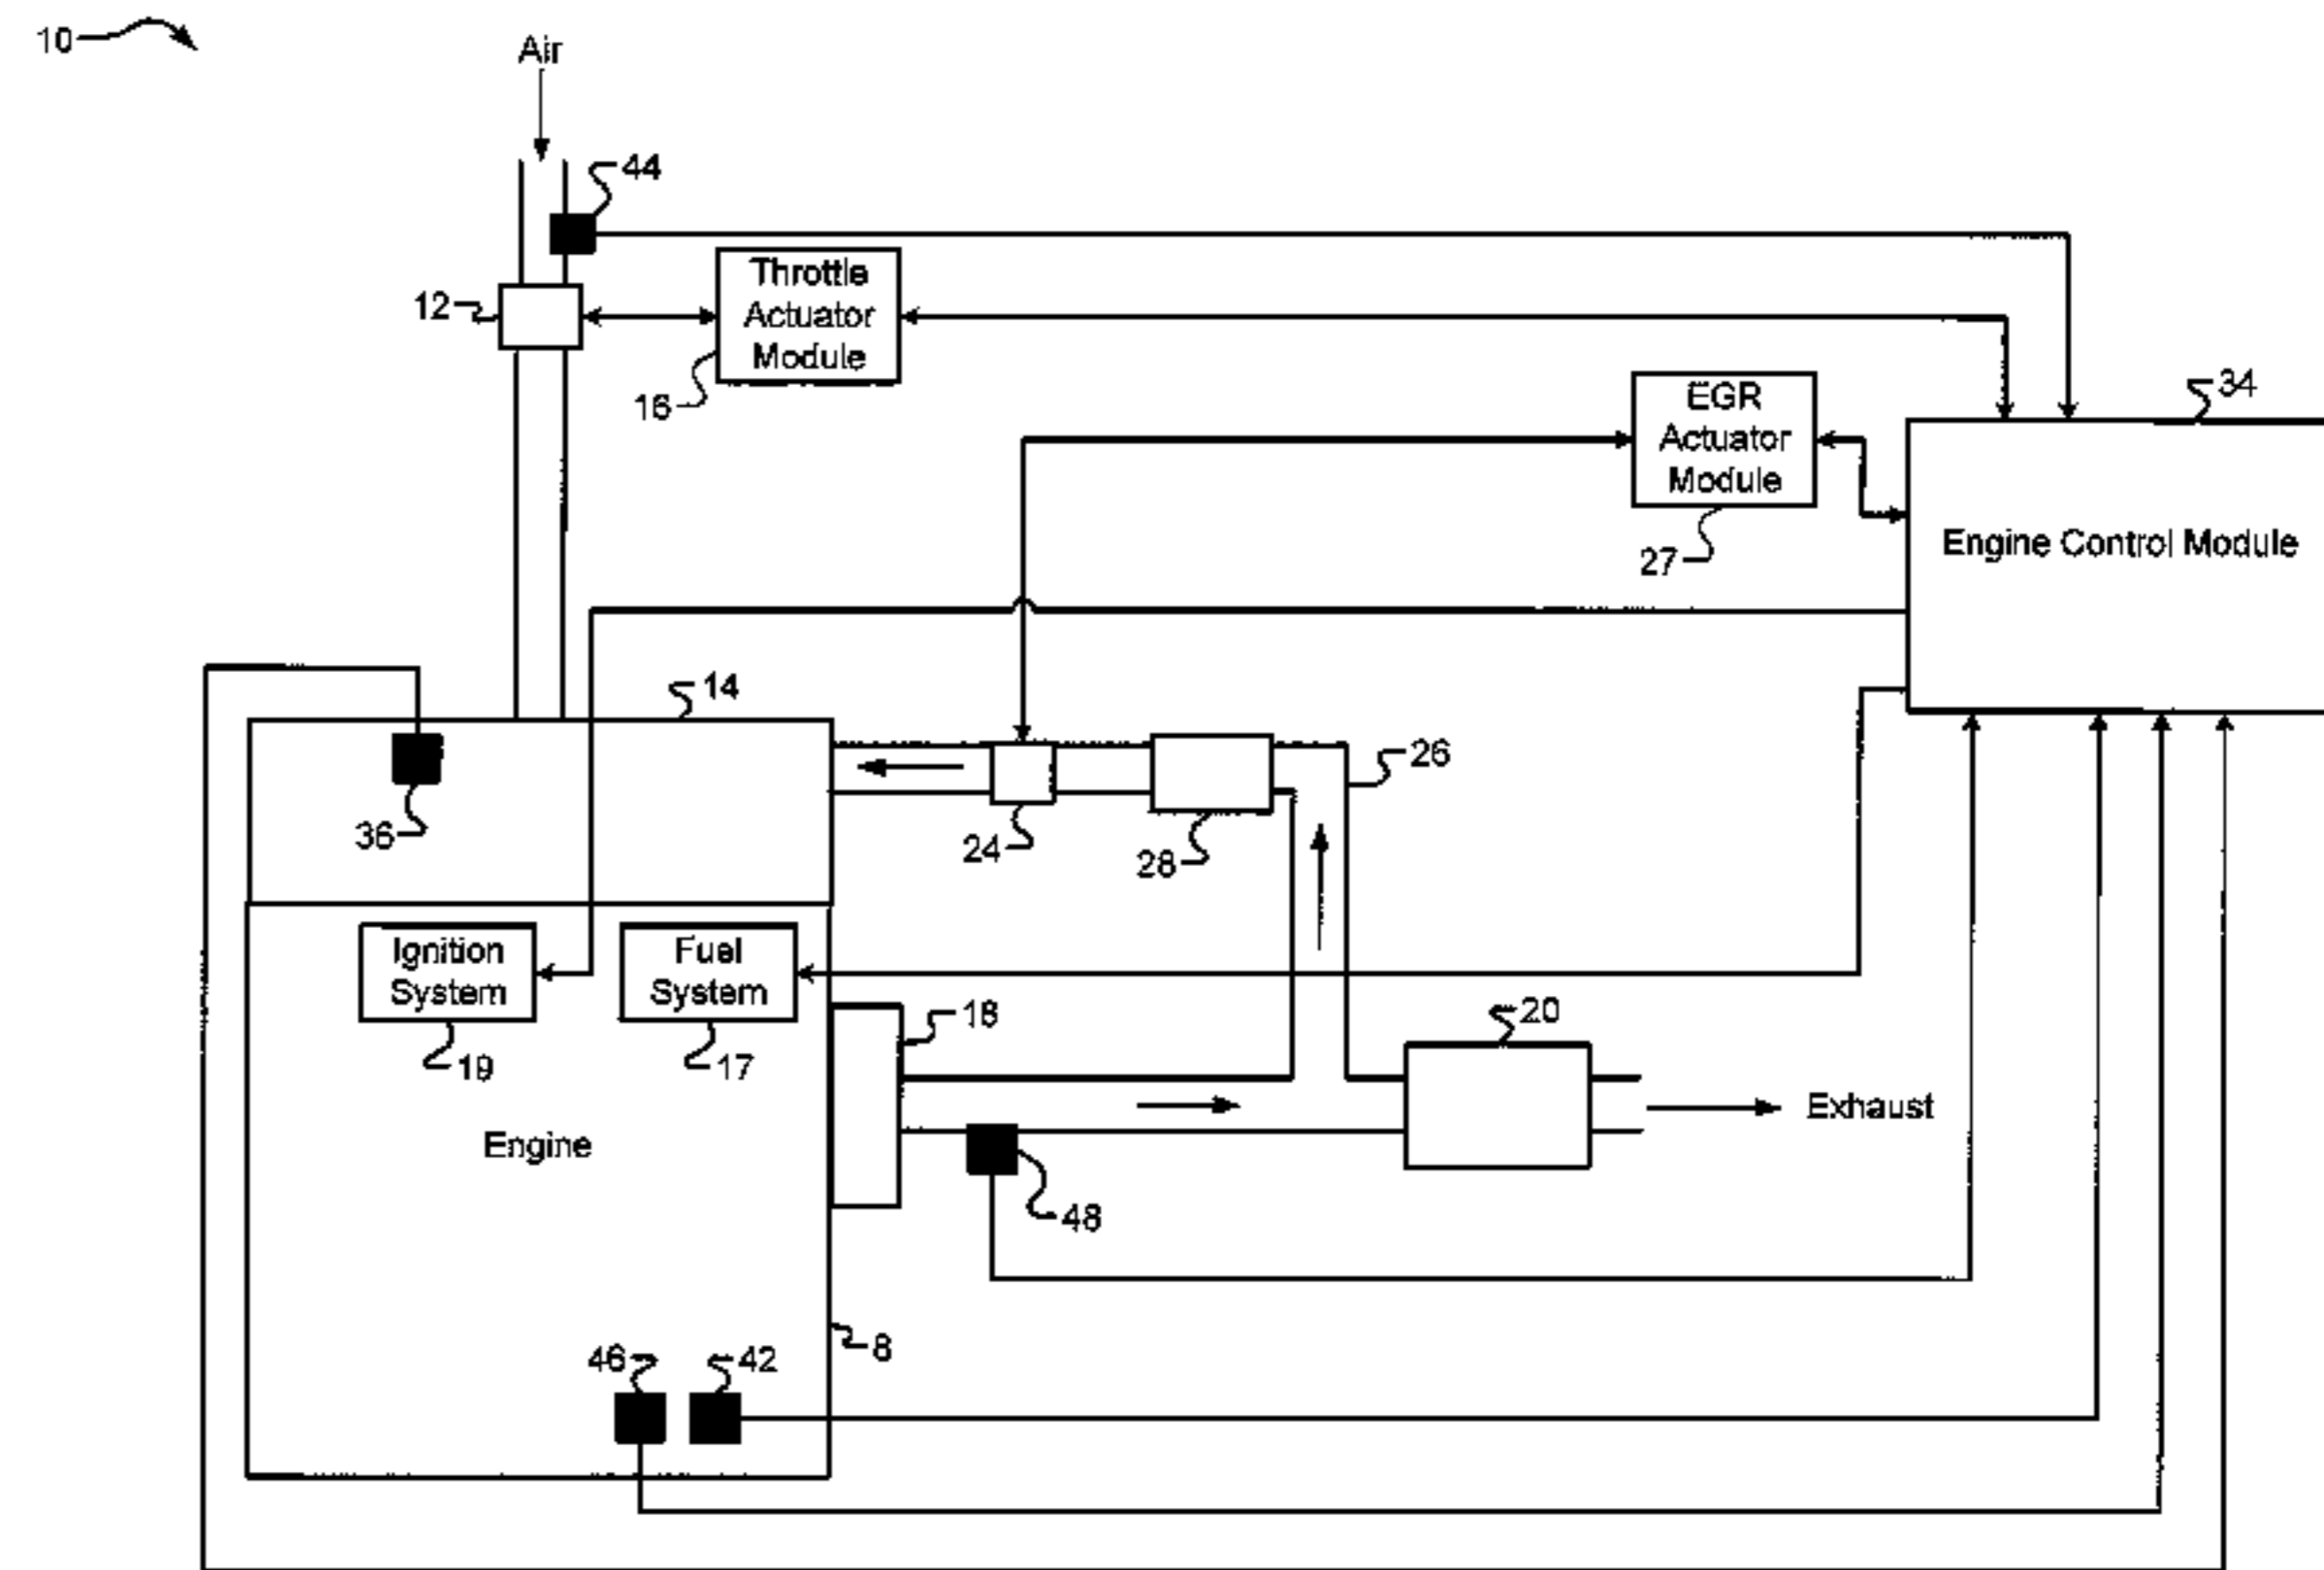 10
Air
44
12
Throttle
Actuator
Module
16
EGR
Actuator
Module
27
34
Engine Control Module
14
36
24
28
26
Ignition
System
19
Fuel
System
17
18
20
Exhaust
Engine
48
8
46
42